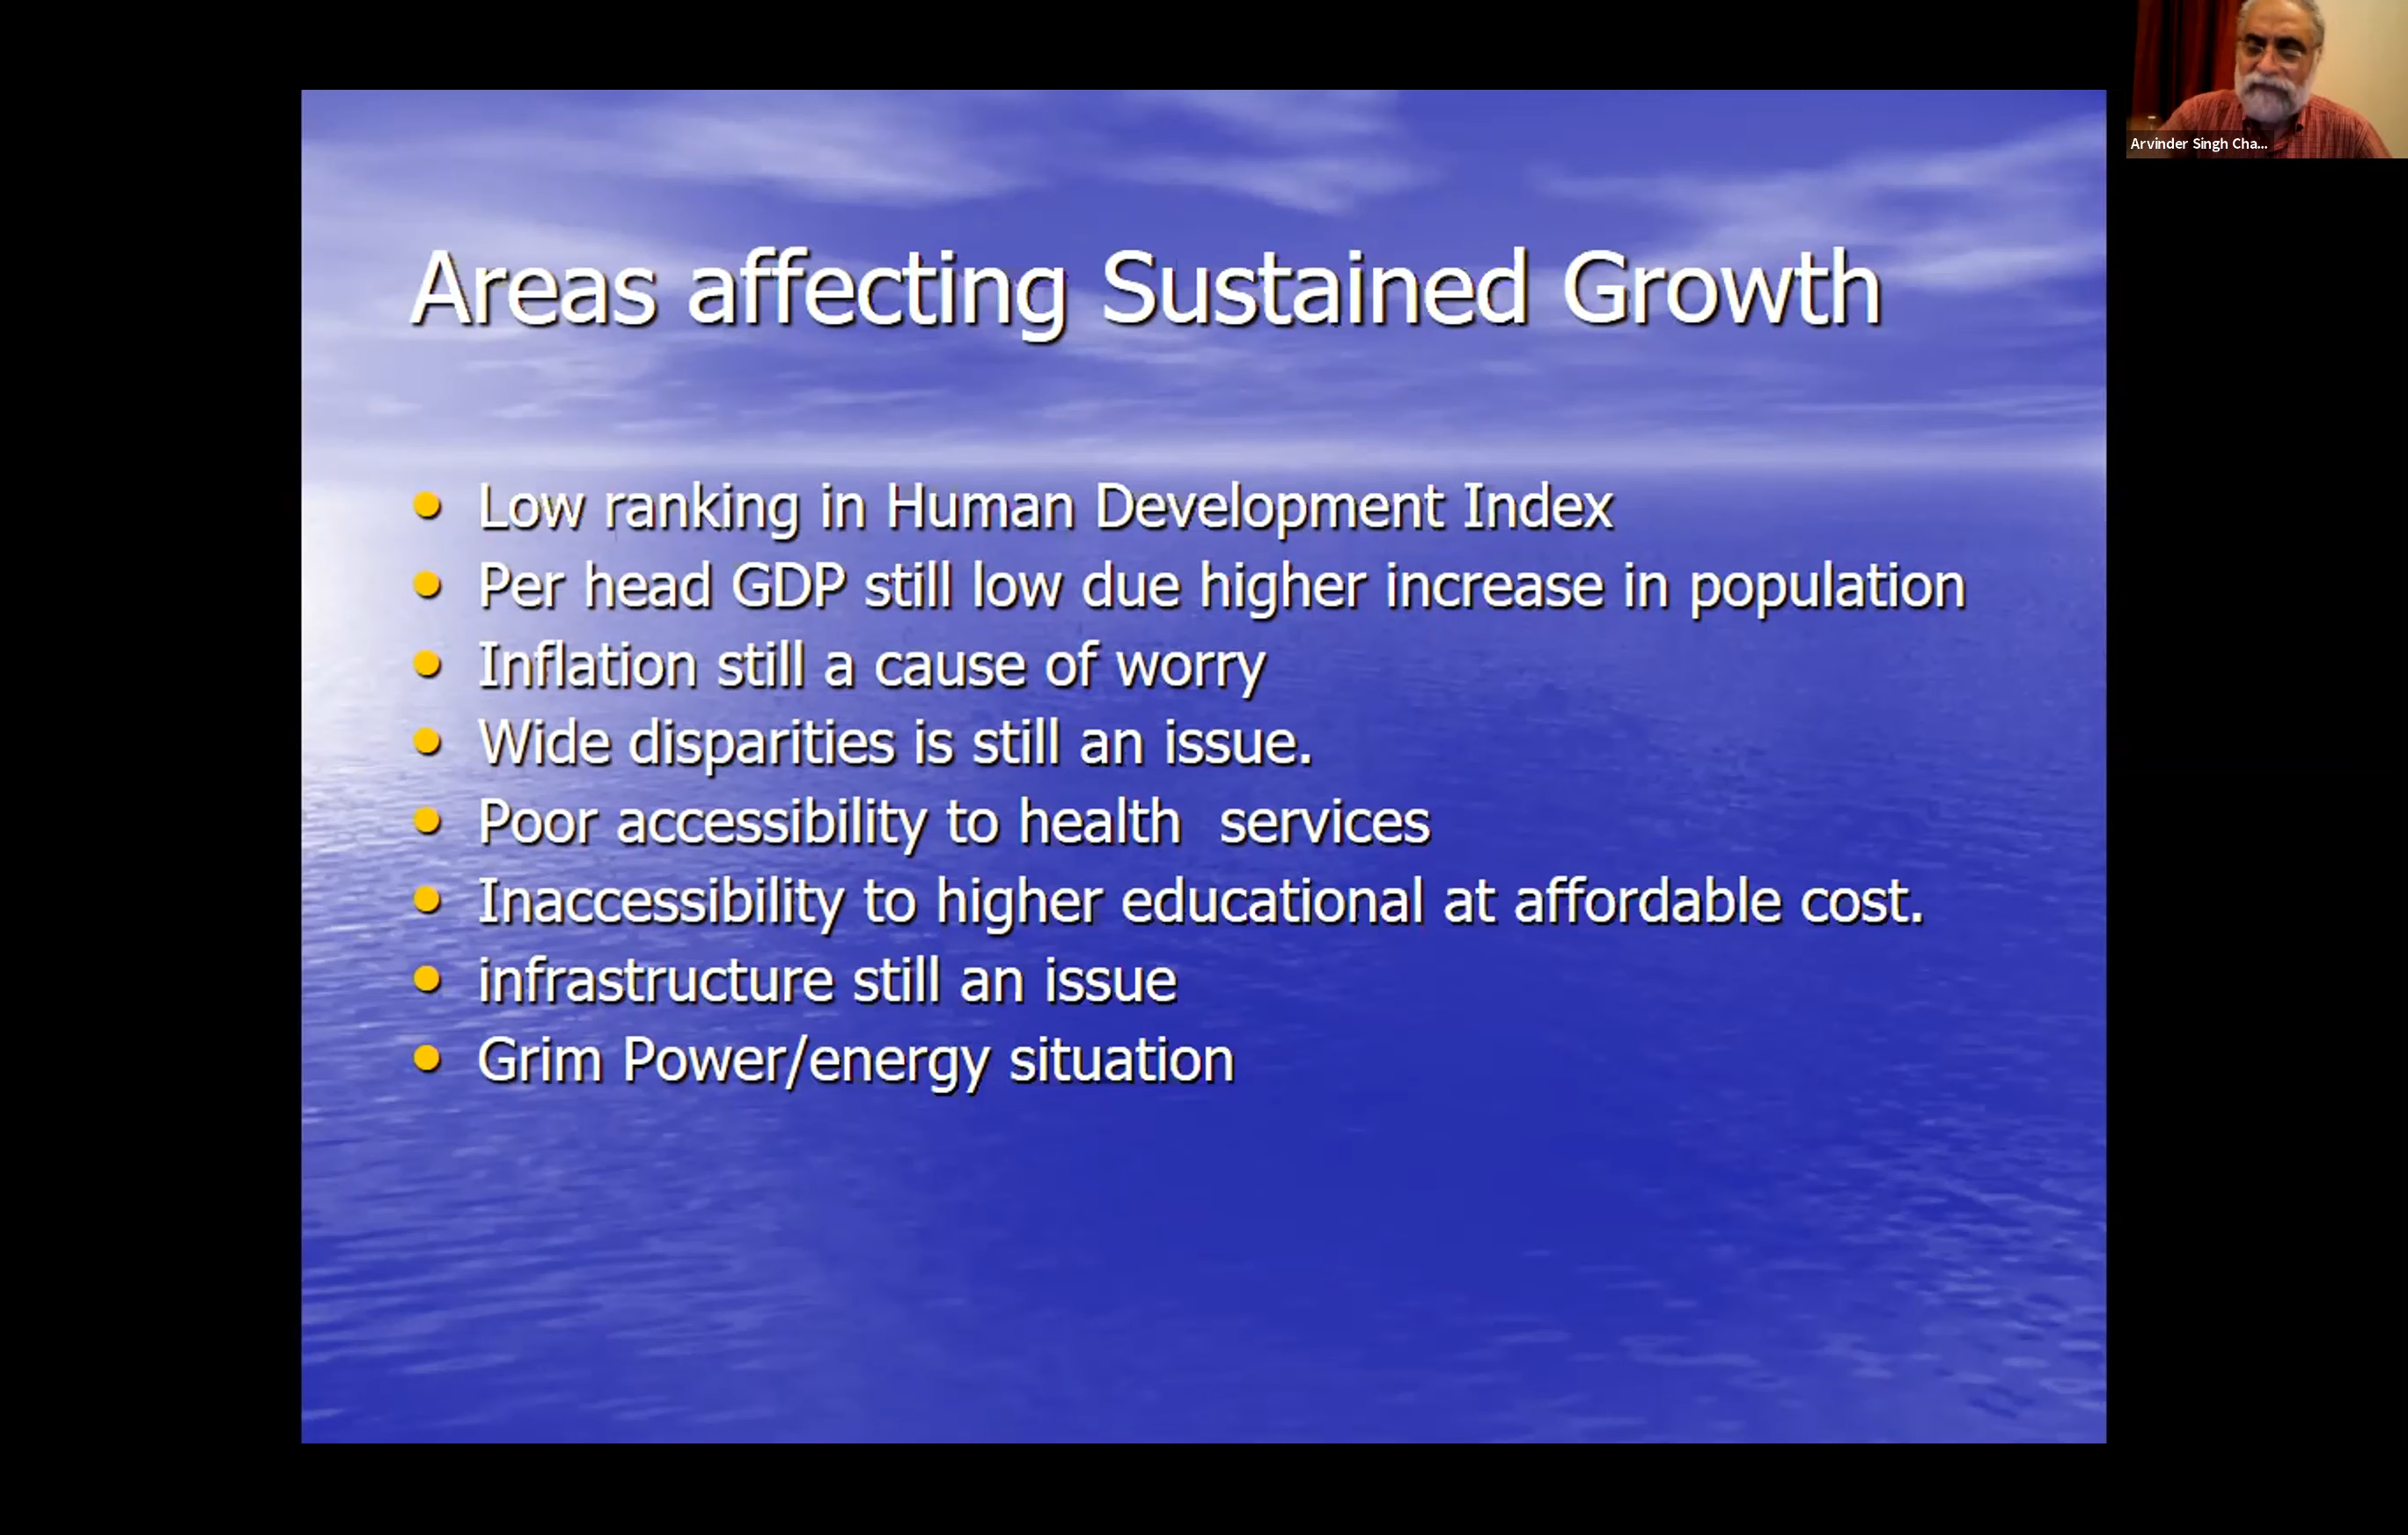 Areas affecting Sustained Growth
Low ranking in Human Development Index
Per head GDP still low due higher increase in population
Inflation still a cause of worry
Wide disparities is still an issue.
Poor accessibility to health  services
Inaccessibility to higher educational at affordable cost.
infrastructure still an issue
Grim Power/energy situation
Arvinder Singh Cha...